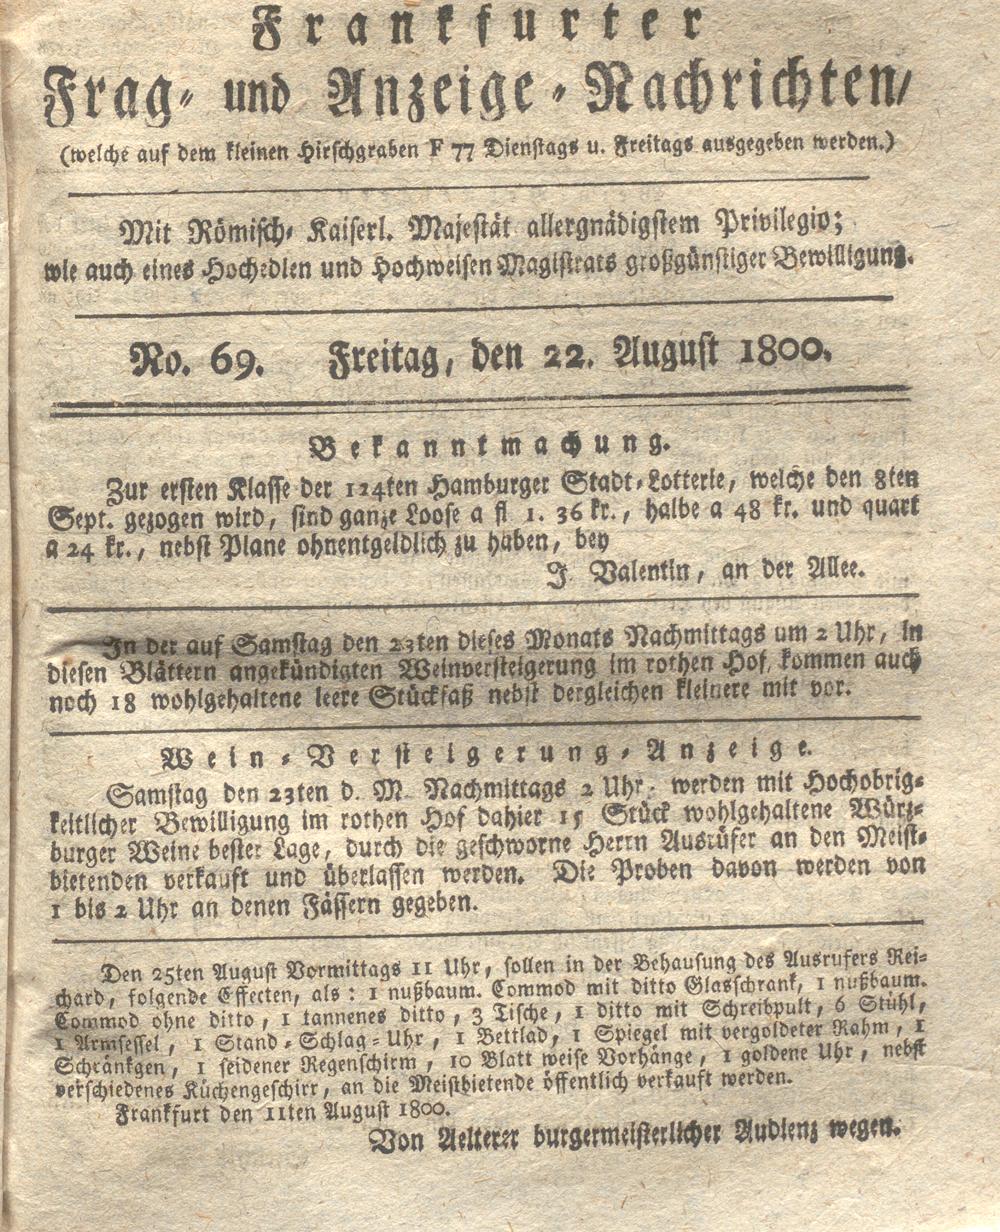 Frankfurter
Frag- und Anzeige-Nachrichten/
(welche auf dem kleinen Hirschgraben F 77 Dienstags u. Freitags ausgegeben werden.)
Mit Römisch- Kaiserl. Majestät allergnädigstem Privilegio;
wie auch eines Hochedlen und Hochweisen Magistrats großgünstiger Bewilligung.
No. 69. Freitag, den 22. August 1800.
Bekanntmachung.
Zur ersten Klasse der 124ten Hamburger Stadt-Lotterie, welche den 8ten
Sept. gezogen wird, sind ganze Loose a fl 1. 36 kr., halbe a 48 kr. und quart
a 24 kr., nebst Plane ohnentgeldlich zu haben, bey
J. Valentin, an der Allee.
In der auf Samstag den 23ten dieses Monats Nachmittags um 2 Uhr, in
diesen Blättern angekündigten Weinversteigerung im rothen Hof, kommen auch
noch 18 wohlgehaltene leere Stückfaß nebst dergleichen kleinere mit vor.
Wein-Versteigerung-Anzeige.
Samstag den 23ten d. M. Nachmittags 2 Uhr, werden mit Hochobrig-
keitlicher Bewilligung im rothen Hof dahier 15 Stück wohlgehaltene Würz-
burger Weine bester Lage, durch die geschworne Herrn Ausrüfer an den Meist-
bietenden verkauft und überlassen werden. Die Proben davon werden von
1 bis 2 Uhr an denen Fässern gegeben.
Den 25ten August Vormittags 11 Uhr, sollen in der Behausung des Ausrufers Rei-
chard, folgende Effecten, als: 1 nußbaum. Commod mit ditto Glasschrank, 1 nußbaum.
Commod ohne ditto, 1 tannenes ditto, 3 Tische, 1 ditto mit Schreibpult, 6 Stühl,
1 Armsessel, 1 Stand-Schlag-Uhr, 1 Bettlad, 1 Spiegel mit vergoldeter Rahm, 1
Schränkgen, 1 seidener Regenschirm, 10 Blatt weise Vorhänge, 1 goldene Uhr, nebst
verschiedenes Küchengeschirr, an die Meistbietende öffentlich verkauft werden.
Frankfurt den 11ten August 1800.
Von Aelterer burgermeisterlicher Audienz wegen.